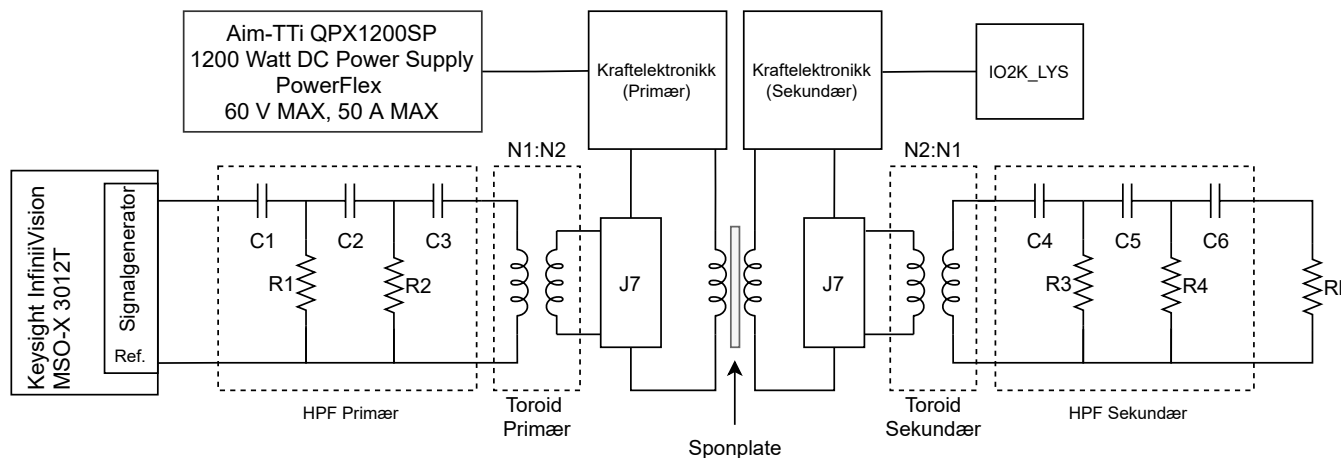 Aim-TTi QPX1200SP
1200 Watt DC Power Supply
PowerFlex
60 V MAX, 50 A MAX
Kraftelektronikk
(Primær)
Kraftelektronikk
(Sekundær)
IO2K_LYS
Keysight InfiniiVision
MSO-X 3012T
Signalgenerator
Ref.
C1
C2
C3
R1
R2
HPF Primær
N1:N2
Toroid
Primær
J7
Sponplate
J7
N2:N1
Toroid
Sekundær
C4
C5
C6
R3
R4
HPF Sekundær